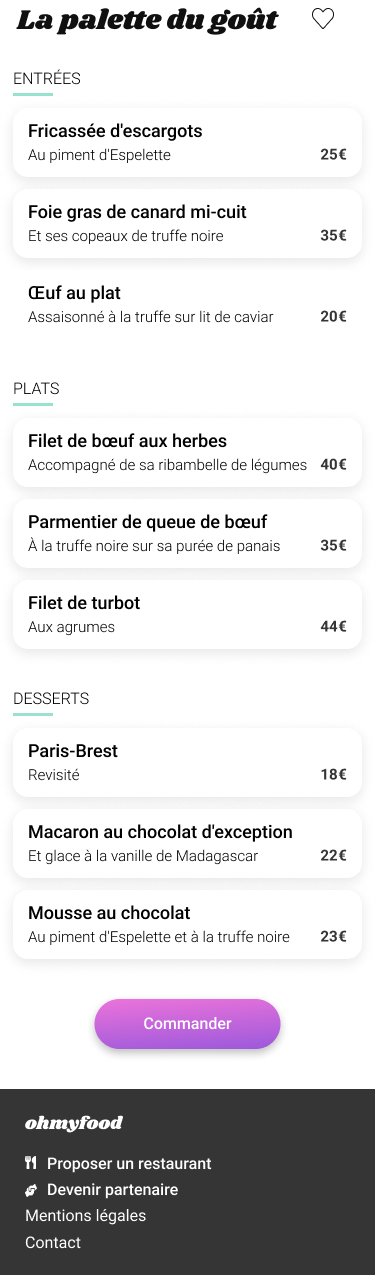 La palette du goût
ENTRÉES
Fricassée d'escargots
Au piment d'Espelette 25€
Foie gras de canard mi-cuit
Et ses copeaux de truffe noire 35€
Œuf au plat
Assaisonné à la truffe sur lit de caviar 20€
PLATS
Filet de bœuf aux herbes
Accompagné de sa ribambelle de légumes 40€
Parmentier de queue de bœuf
À la truffe noire sur sa purée de panais 35€
Filet de turbot
Aux agrumes 44€
DESSERTS
Paris-Brest
Revisité 18€
Macaron au chocolat d'exception
Et glace à la vanille de Madagascar 22€
Mousse au chocolat
Au piment d'Espelette et à la truffe noire 23€
Commander
ohmyfood
Proposer un restaurant
Devenir partenaire
Mentions légales
Contact